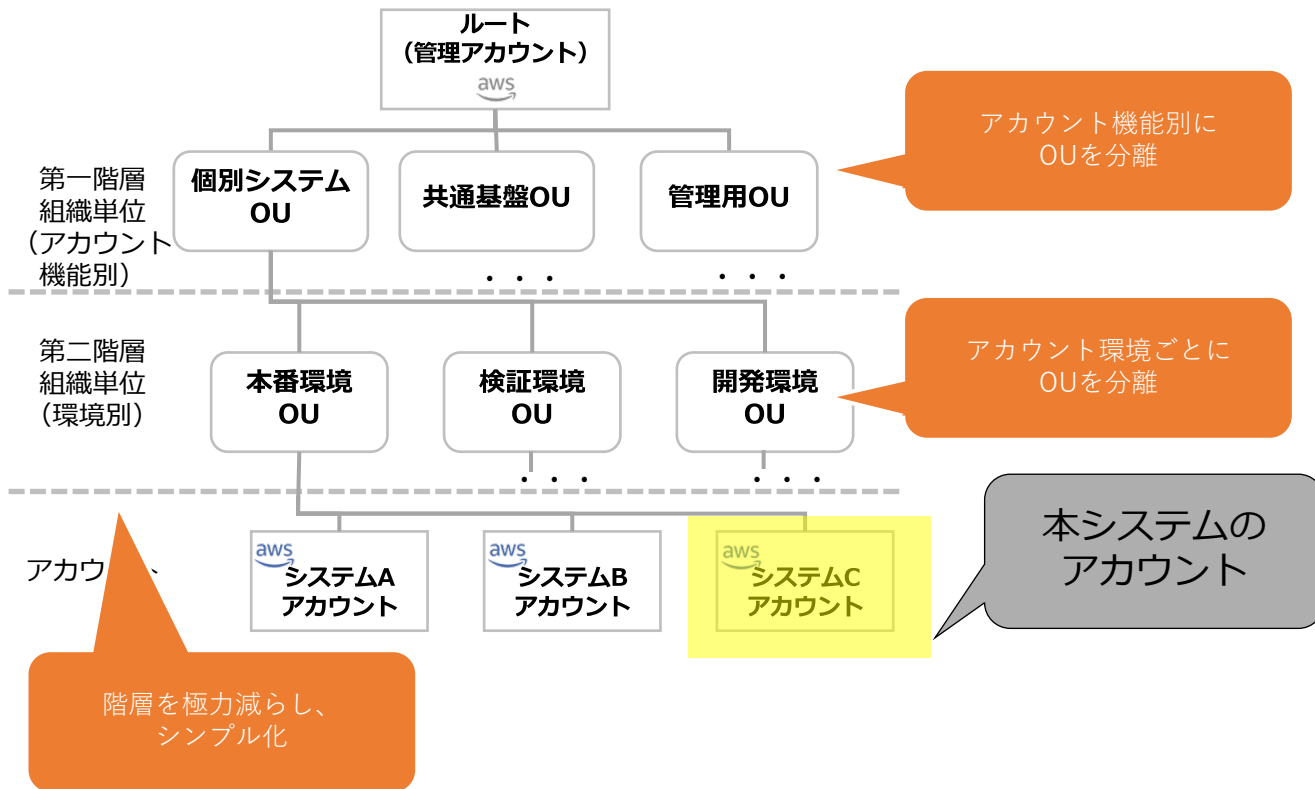 ルート
（管理アカウント）
aws
アカウント機能別に
OUを分離
第一階層
組織単位
（アカウント
機能別）
個別システム
OU
共通基盤OU
管理用OU
・・・
・・・
第二階層
組織単位
（環境別）
本番環境
OU
検証環境
OU
開発環境
OU
アカウント環境ごとに
OUを分離
・・・
・・・
アカウ
aws
システムA
アカウント
aws
システムB
アカウント
aws
システムC
アカウント
本システムの
アカウント
階層を極力減らし、
シンプル化